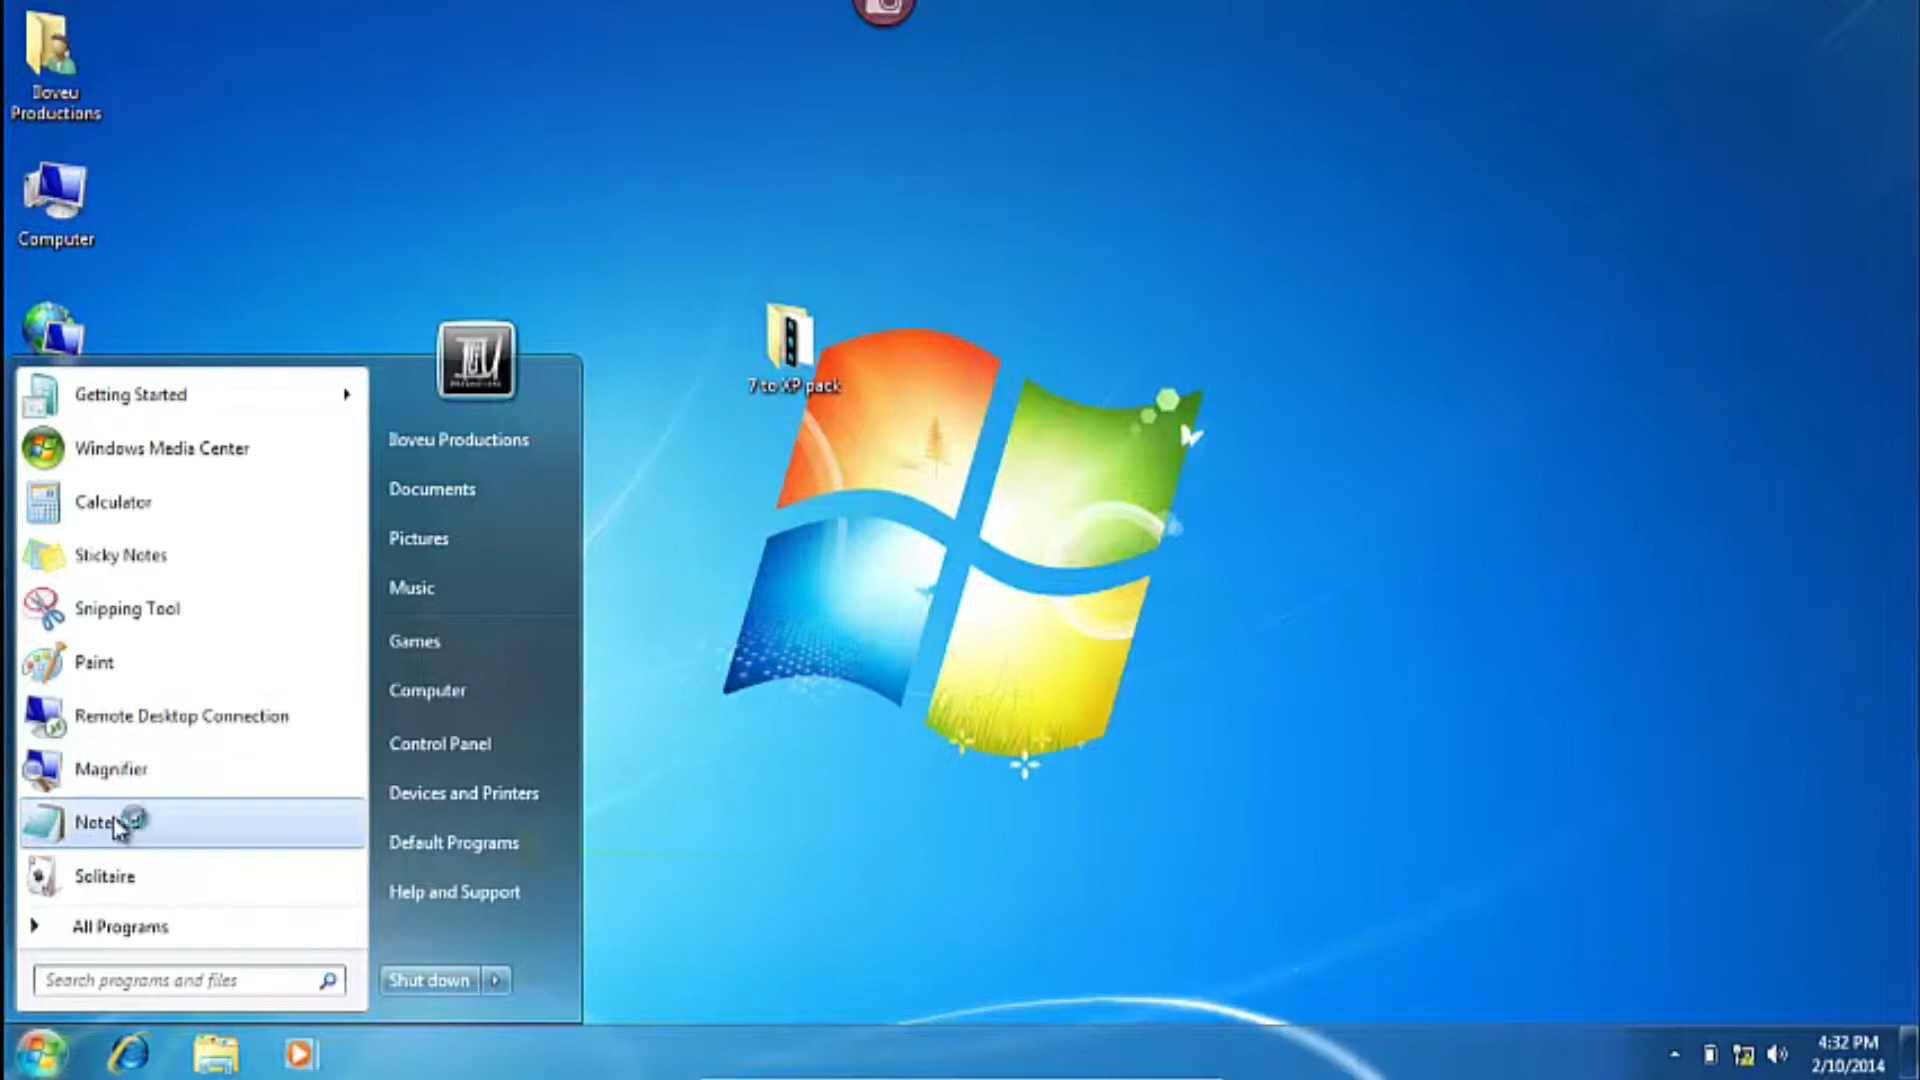 Iloveu
Productions
Computer
7 to XP pack
Getting Started
Windows Media Center
Calculator
Sticky Notes
Snipping Tool
Paint
Remote Desktop Connection
Magnifier
Solitaire
All Programs
Search programs and files
Iloveu Productions
Documents
Pictures
Music
Games
Computer
Control Panel
Devices and Printers
Default Programs
Help and Support
Shut down
4:32 PM
2/10/2014